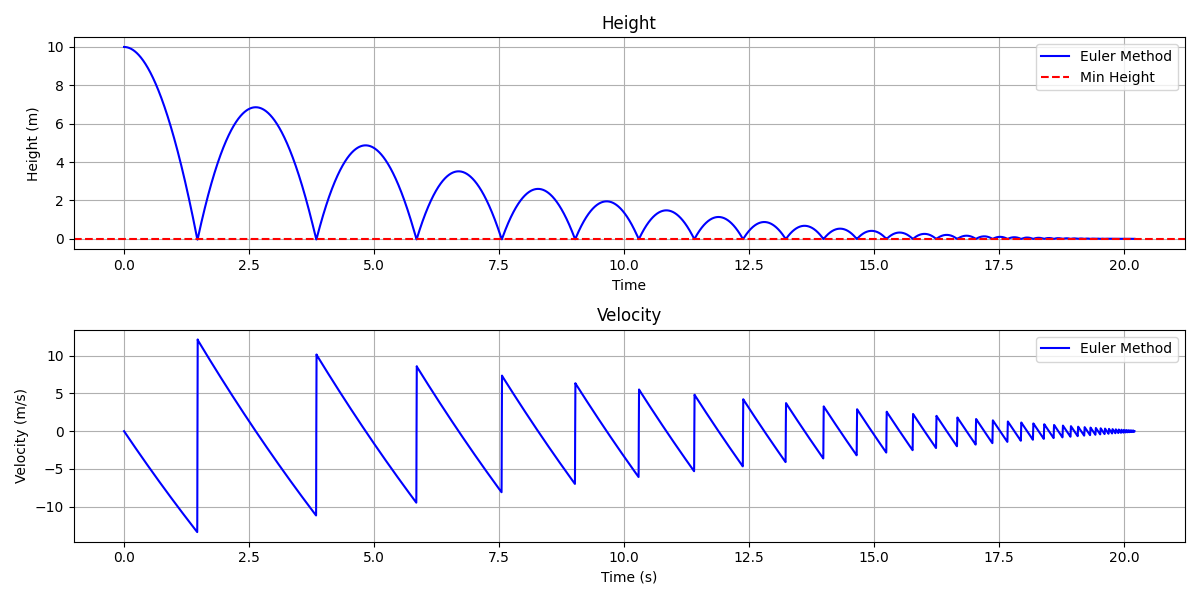 Height
Height (m)
10
8
6
4
2
0
Euler Method
Min Height
0.0 2.5 5.0 7.5 10.0 12.5 15.0 17.5 20.0
Time
Velocity
Velocity (m/s)
10
5
0
−5
−10
Euler Method
0.0 2.5 5.0 7.5 10.0 12.5 15.0 17.5 20.0
Time (s)